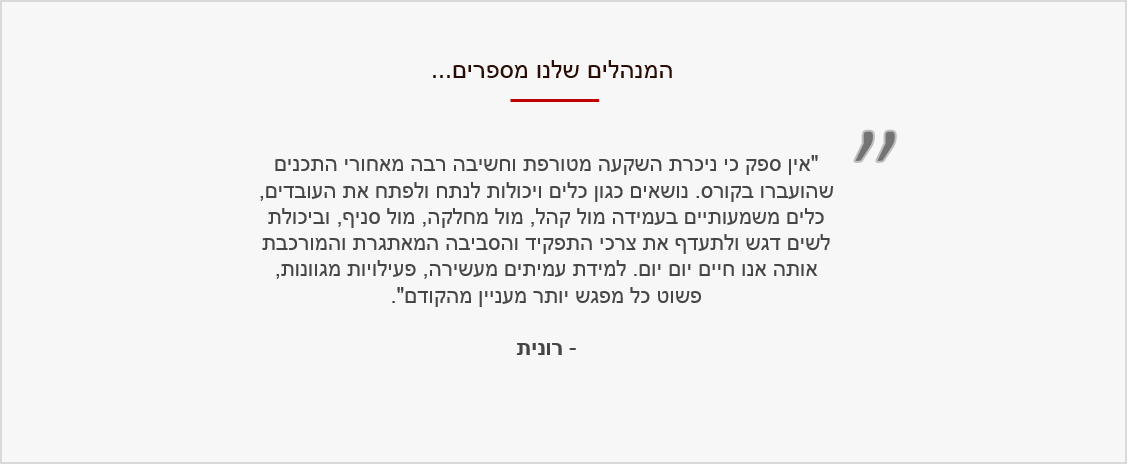 המנהלים שלנו מספרים...
”
"אין ספק כי ניכרת השקעה מטורפת וחשיבה רבה מאחורי התכנים
שהועברו בקורס. נושאים כגון כלים ויכולות לנתח ולפתח את העובדים,
כלים משמעותיים בעמידה מול קהל, מול מחלקה, מול סניף, וביכולת
לשים דגש ולתעדף את צרכי התפקיד והסביבה המאתגרת והמורכבת
אותה אנו חיים יום יום. למידת עמיתים מעשירה, פעילויות מגוונות,
פשוט כל מפגש יותר מעניין מהקודם".
- רונית